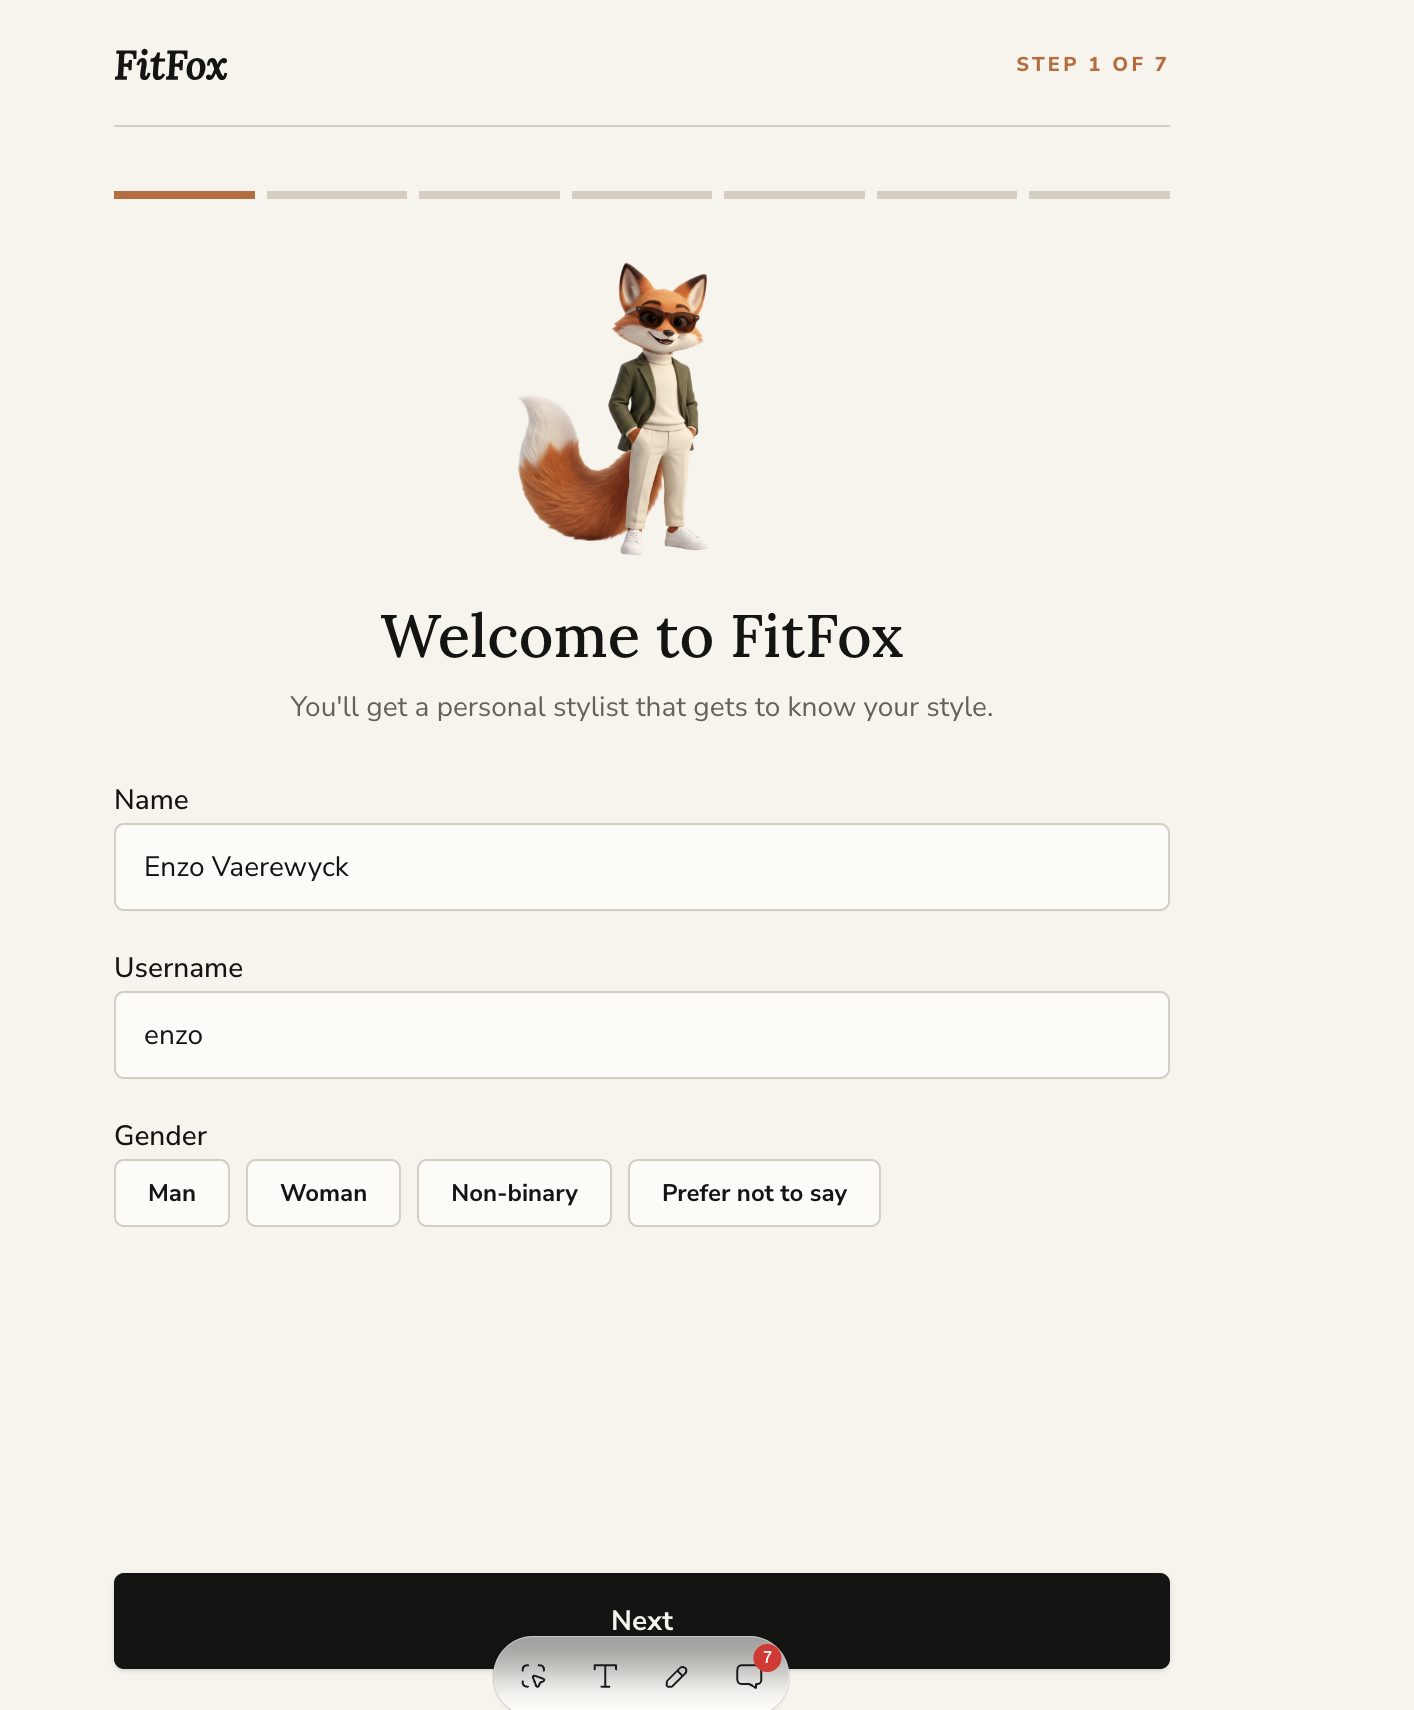 FitFox
STEP 1 OF 7
Welcome to FitFox
You'll get a personal stylist that gets to know your style.
Name
Enzo Vaerewyck
Username
enzo
Gender
Man Woman Non-binary Prefer not to say
Next
7